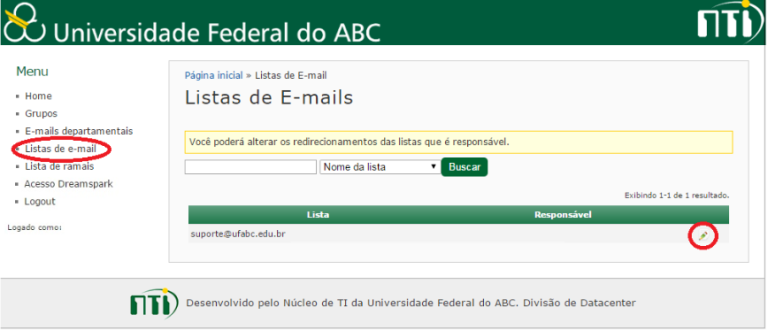 Universidade Federal do ABC
nTi
Menu
Home
Grupos
E-mails departamentais
Listas de e-mail
Lista de ramais
Acesso Dreamspark
Logout
Logado como:
Página inicial » Listas de E-mail
Listas de E-mails
Você poderá alterar os redirecionamentos das listas que é responsável.
Nome da lista Buscar
Exibindo 1-1 de 1 resultado.
Lista Responsável
suporte@ufabc.edu.br
nTi Desenvolvido pelo Núcleo de TI da Universidade Federal do ABC. Divisão de Datacenter